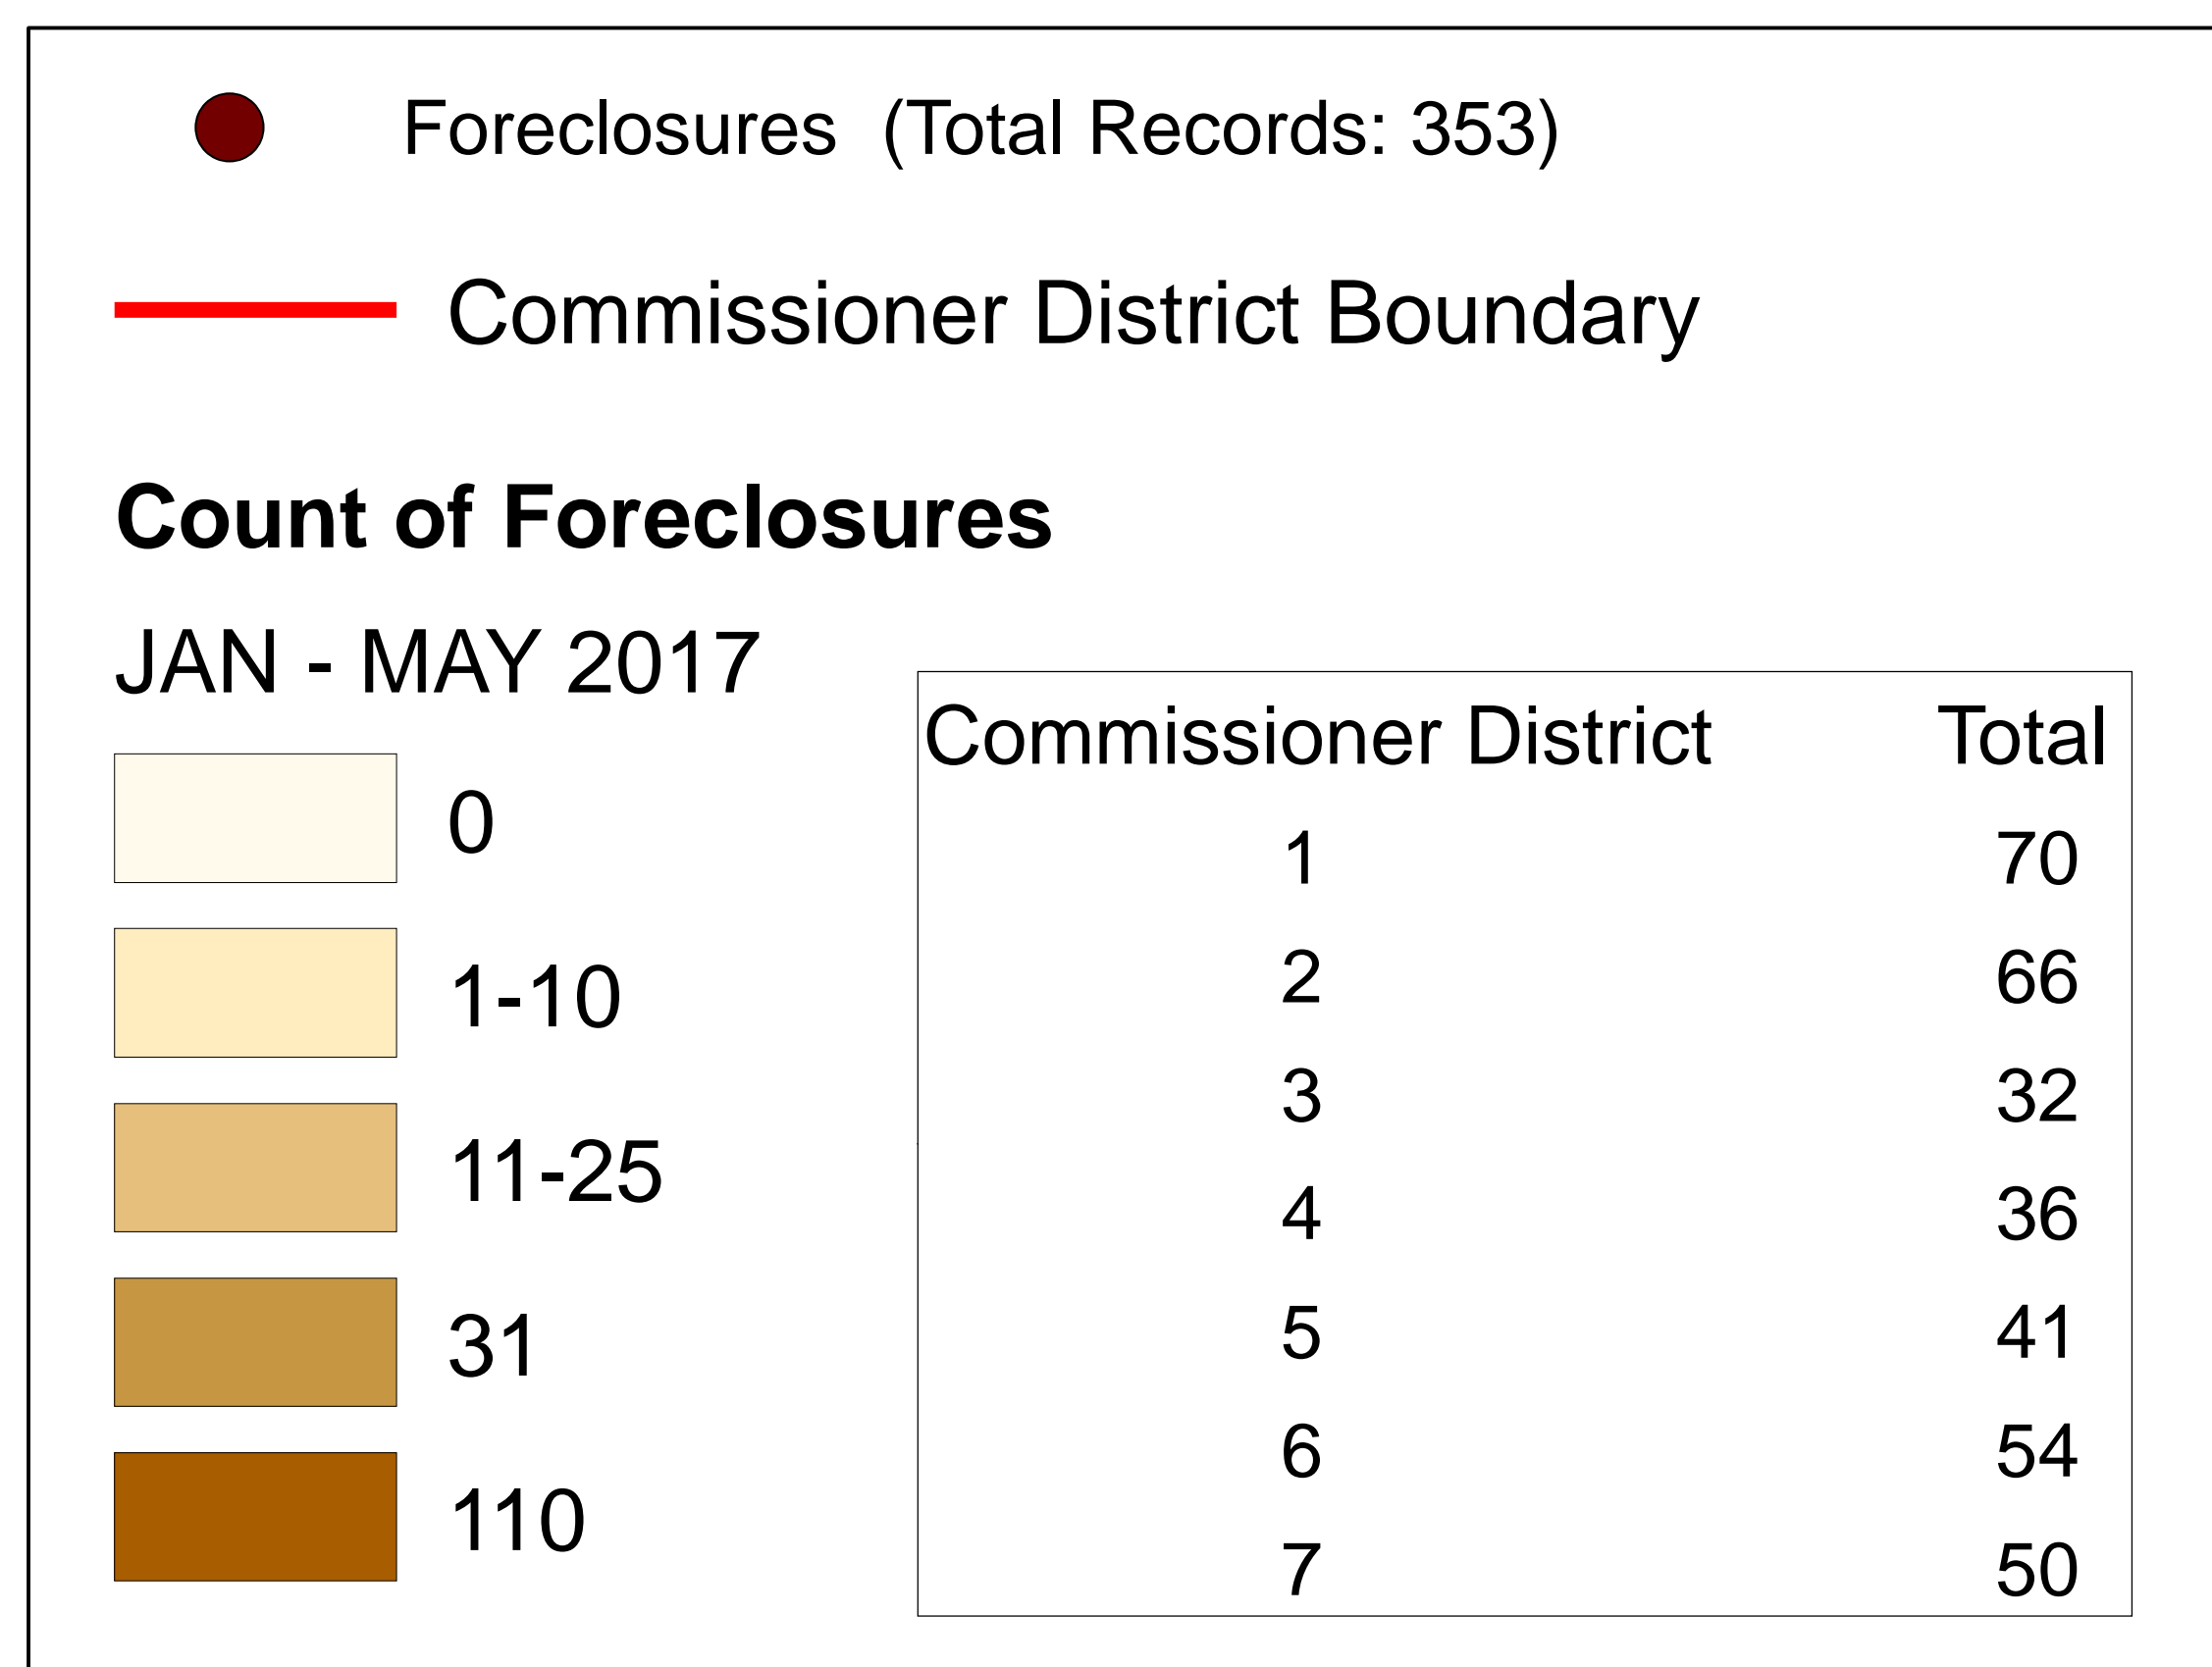 Foreclosures (Total Records: 353)
Commissioner District Boundary
Count of Foreclosures
JAN - MAY 2017
0
1-10
11-25
31
110
Commissioner District Total
1 70
2 66
3 32
4 36
5 41
6 54
7 50